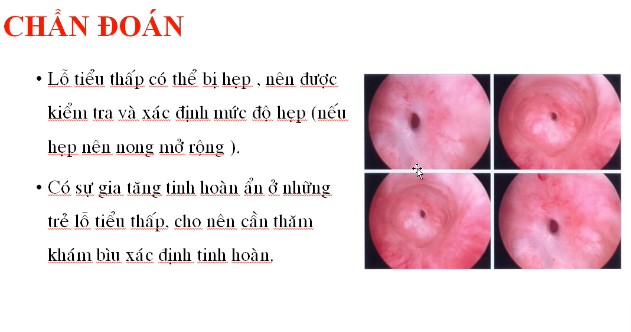 CHẨN ĐOÁN
• Lỗ tiểu thấp có thể bị hẹp , nên được
kiểm tra và xác định mức độ hẹp (nếu
hẹp nên nong mở rộng ).
• Có sự gia tăng tinh hoàn ẩn ở những
trẻ lỗ tiểu thấp, cho nên cần thăm
khám bìu xác định tinh hoàn.